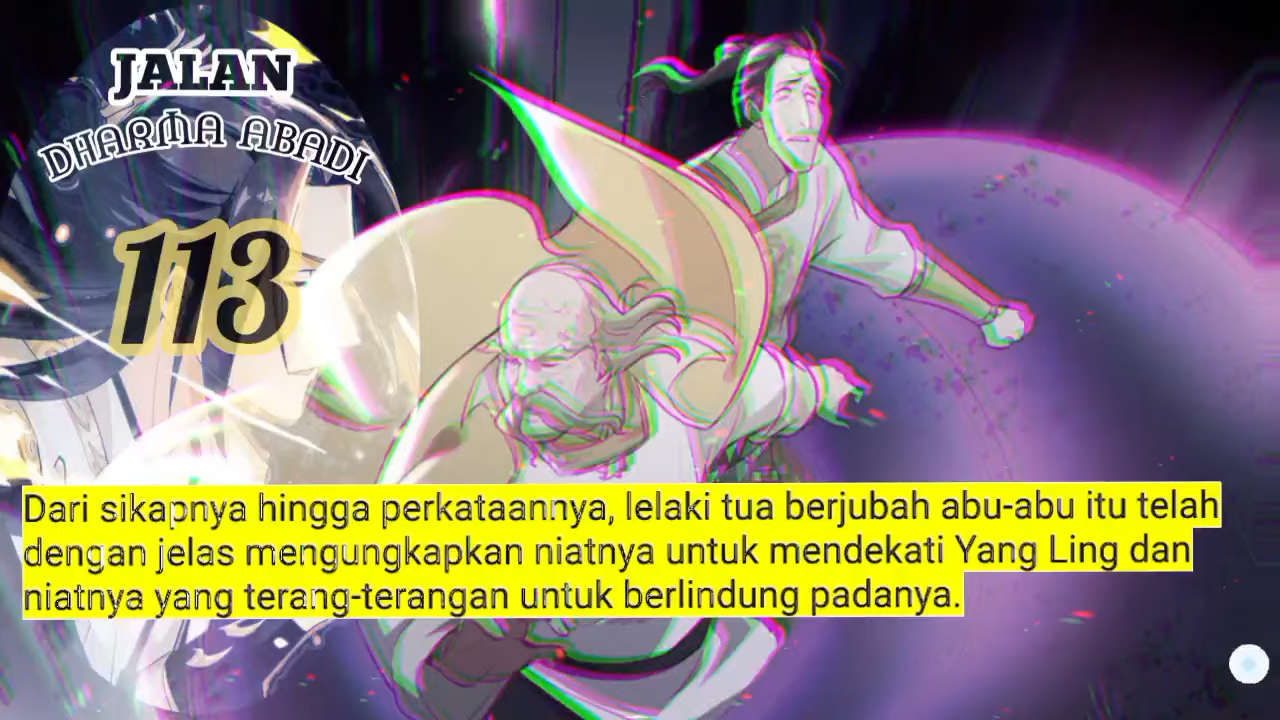 JALAN
DHARMA ABADI
113
Dari sikapnya hingga perkataannya, lelaki tua berjubah abu-abu itu telah
dengan jelas mengungkapkan niatnya untuk mendekati Yang Ling dan
niatnya yang terang-terangan untuk berlindung padanya.